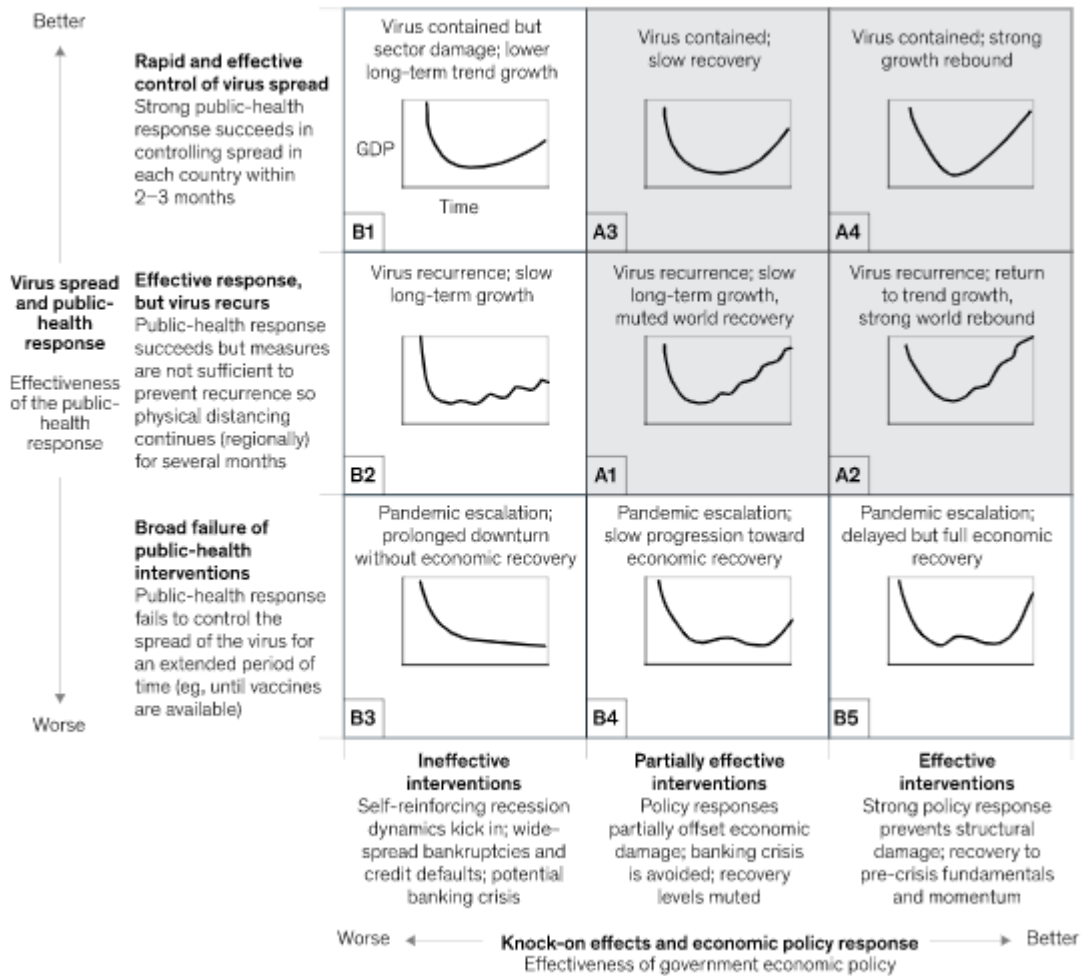 Better
Rapid and effective
control of virus spread
Strong public-health
response succeeds in
controlling spread in
each country within
2–3 months
Virus contained but
sector damage; lower
long-term trend growth
GDP
Time
B1
Virus contained;
slow recovery
A3
Virus contained; strong
growth rebound
A4
Virus spread
and public-
health
response
Effectiveness
of the public-
health
response
Effective response,
but virus recurs
Public-health response
succeeds but measures
are not sufficient to
prevent recurrence so
physical distancing
continues (regionally)
for several months
Virus recurrence; slow
long-term growth
B2
Virus recurrence; slow
long-term growth,
muted world recovery
A1
Virus recurrence; return
to trend growth,
strong world rebound
A2
Broad failure of
public-health
interventions
Public-health response
fails to control the
spread of the virus for
an extended period of
time (eg, until vaccines
are available)
Worse
Pandemic escalation;
prolonged downturn
without economic recovery
B3
Pandemic escalation;
slow progression toward
economic recovery
B4
Pandemic escalation;
delayed but full economic
recovery
B5
Ineffective
interventions
Self-reinforcing recession
dynamics kick in; wide-
spread bankruptcies and
credit defaults; potential
banking crisis
Partially effective
interventions
Policy responses
partially offset economic
damage; banking crisis
is avoided; recovery
levels muted
Effective
interventions
Strong policy response
prevents structural
damage; recovery to
pre-crisis fundamentals
and momentum
Worse
Knock-on effects and economic policy response
Better
Effectiveness of government economic policy